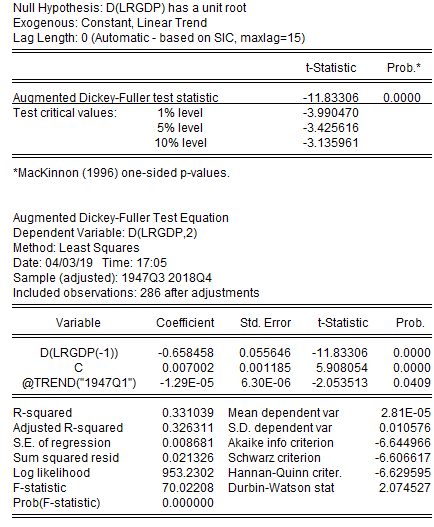 Null Hypothesis: D(LRGDP) has a unit root
Exogenous: Constant, Linear Trend
Lag Length: 0 (Automatic - based on SIC, maxlag=15)
t-Statistic Prob.*
Augmented Dickey-Fuller test statistic -11.83306 0.0000
Test critical values: 1% level -3.990470
5% level -3.425616
10% level -3.135961
*MacKinnon (1996) one-sided p-values.
Augmented Dickey-Fuller Test Equation
Dependent Variable: D(LRGDP,2)
Method: Least Squares
Date: 04/03/19 Time: 17:05
Sample (adjusted): 1947Q3 2018Q4
Included observations: 286 after adjustments
Variable Coefficient Std. Error t-Statistic Prob.
D(LRGDP(-1)) -0.658458 0.055646 -11.83306 0.0000
C 0.007002 0.001185 5.908054 0.0000
@TREND("1947Q1") -1.29E-05 6.30E-06 -2.053513 0.0409
R-squared 0.331039 Mean dependent var 2.81E-05
Adjusted R-squared 0.326311 S.D. dependent var 0.010576
S.E. of regression 0.008681 Akaike info criterion -6.644966
Sum squared resid 0.021326 Schwarz criterion -6.606617
Log likelihood 953.2302 Hannan-Quinn criter. -6.629595
F-statistic 70.02208 Durbin-Watson stat 2.074527
Prob(F-statistic) 0.000000